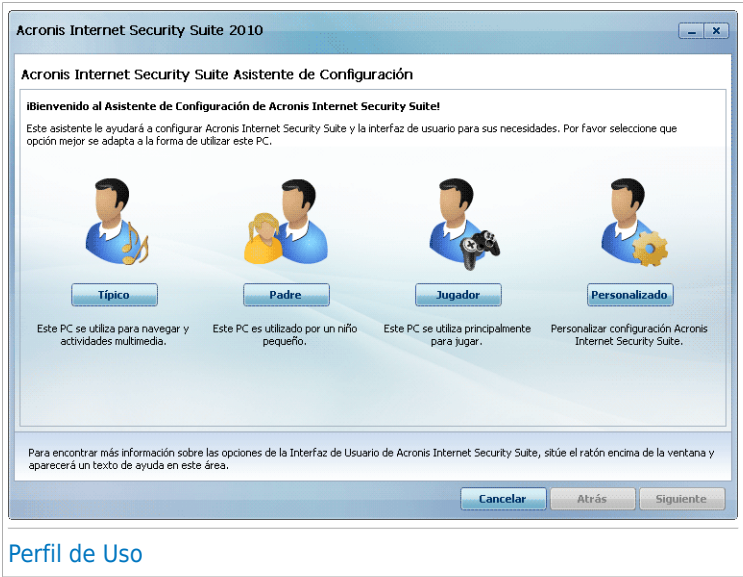 Acronis Internet Security Suite 2010
Acronis Internet Security Suite Asistente de Configuración
¡Bienvenido al Asistente de Configuración de Acronis Internet Security Suite!
Este asistente le ayudará a configurar Acronis Internet Security Suite y la interfaz de usuario para sus necesidades. Por favor seleccione que
opción mejor se adapta a la forma de utilizar este PC.
Típico
Padre
Jugador
Personalizado
Este PC se utiliza para navegar y
actividades multimedia.
Este PC es utilizado por un niño
pequeño.
Este PC se utiliza principalmente
para jugar.
Personalizar configuración Acronis
Internet Security Suite.
Para encontrar más información sobre las opciones de la Interfaz de Usuario de Acronis Internet Security Suite, sitúe el ratón encima de la ventana y
aparecerá un texto de ayuda en este área.
Cancelar
Atrás
Siguiente
Perfil de Uso